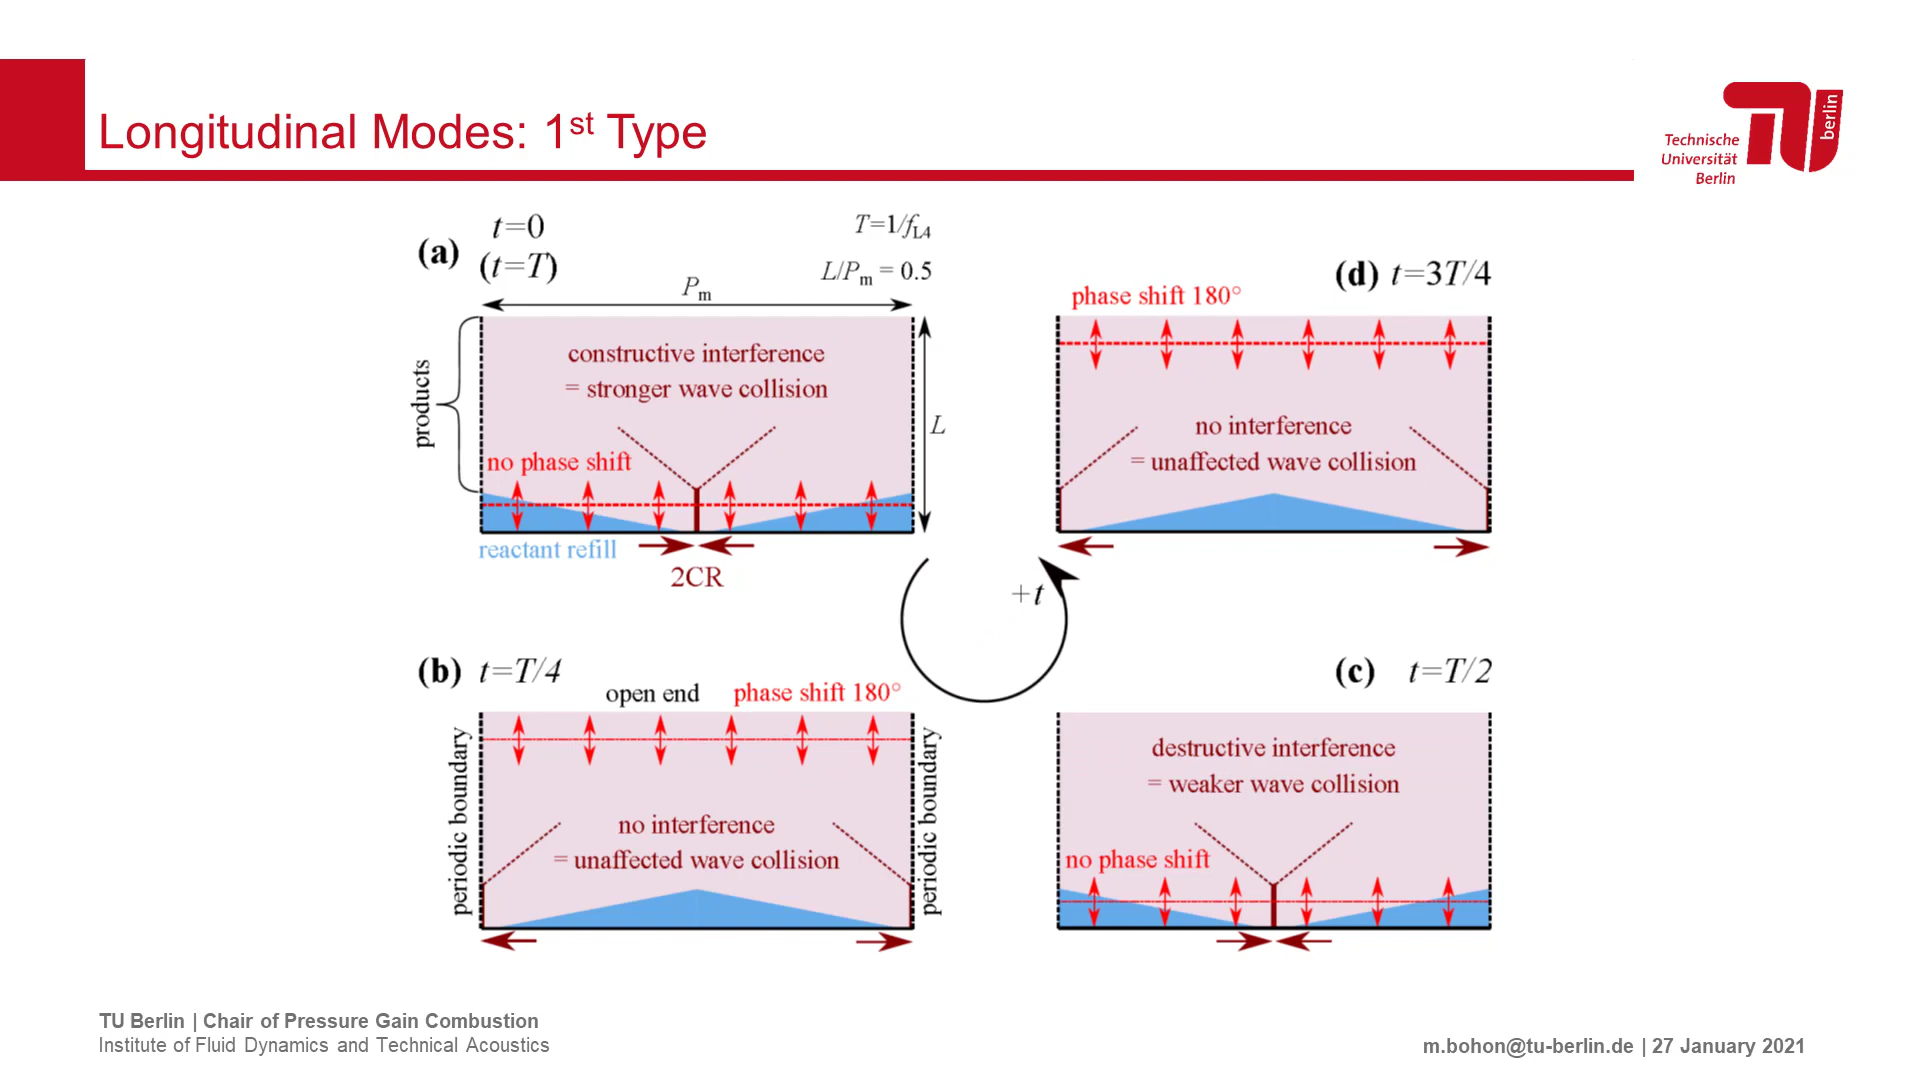 Longitudinal Modes: 1st Type
Technische
Universität
Berlin
berlin
(a)
t=0
(t=T)
T=1/fL4
L/Pm = 0.5
Pm
products
constructive interference
= stronger wave collision
L
no phase shift
reactant refill
2CR
(d) t=3T/4
phase shift 180°
no interference
= unaffected wave collision
+t
(b) t=T/4
open end
phase shift 180°
periodic boundary
no interference
= unaffected wave collision
periodic boundary
(c) t=T/2
destructive interference
= weaker wave collision
no phase shift
TU Berlin | Chair of Pressure Gain Combustion
Institute of Fluid Dynamics and Technical Acoustics
m.bohon@tu-berlin.de | 27 January 2021